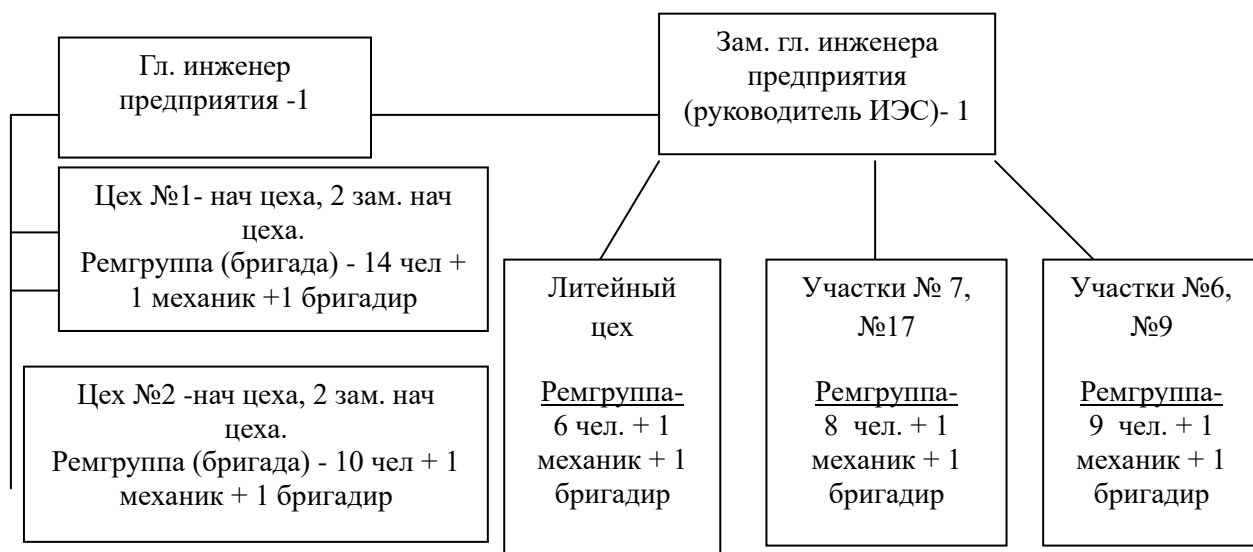 Гл. инженер
предприятия -1
Зам. гл. инженера
предприятия
(руководитель ИЭС)- 1
Цех №1- нач цеха, 2 зам. нач
цеха.
Ремгруппа (бригада) - 14 чел +
1 механик +1 бригадир
Цех №2 -нач цеха, 2 зам. нач
цеха.
Ремгруппа (бригада) - 10 чел + 1
механик + 1 бригадир
Литейный
цех
Ремгруппа-
6 чел. + 1
механик + 1
бригадир
Участки № 7,
№17
Ремгруппа-
8 чел. + 1
механик + 1
бригадир
Участки №6,
№9
Ремгруппа-
9 чел. + 1
механик + 1
бригадир